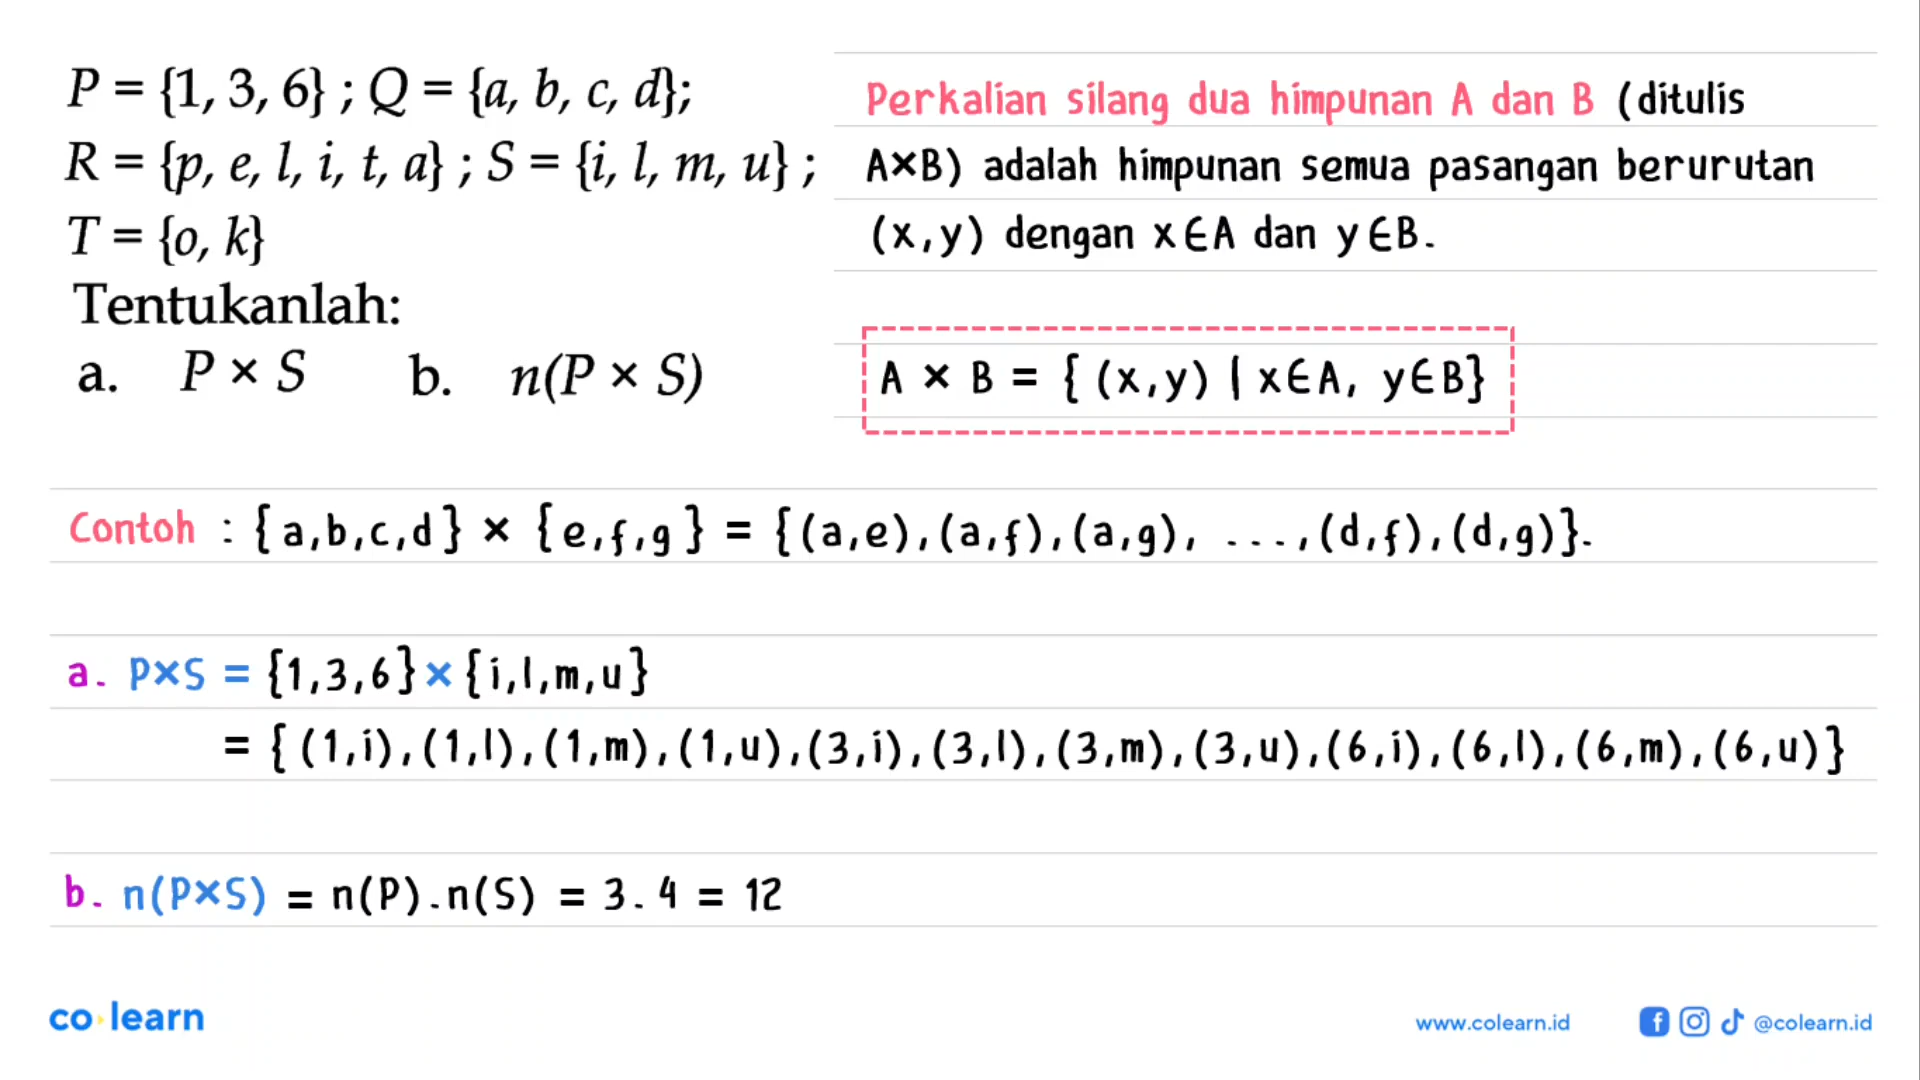 P = {1, 3, 6} ; Q = {a, b, c, d};
R = {p, e, l, i, t, a} ; S = {i, l, m, u} ;
T = {o, k}
Tentukanlah:
a. P × S b. n(P × S)
Perkalian silang dua himpunan A dan B (ditulis
A×B) adalah himpunan semua pasangan berurutan
(x,y) dengan x∈A dan y∈B.
A × B = { (x,y) | x∈A, y∈B}
Contoh : {a,b,c,d} × {e,f,g} = {(a,e),(a,f),(a,g), ...,(d,f),(d,g)}.
a. P×S = {1,3,6}×{i,l,m,u}
= {(1,i),(1,l),(1,m),(1,u),(3,i),(3,l),(3,m),(3,u),(6,i),(6,l),(6,m),(6,u)}
b. n(P×S) = n(P).n(S) = 3. 4 = 12
co learn
www.colearn.id @colearn.id